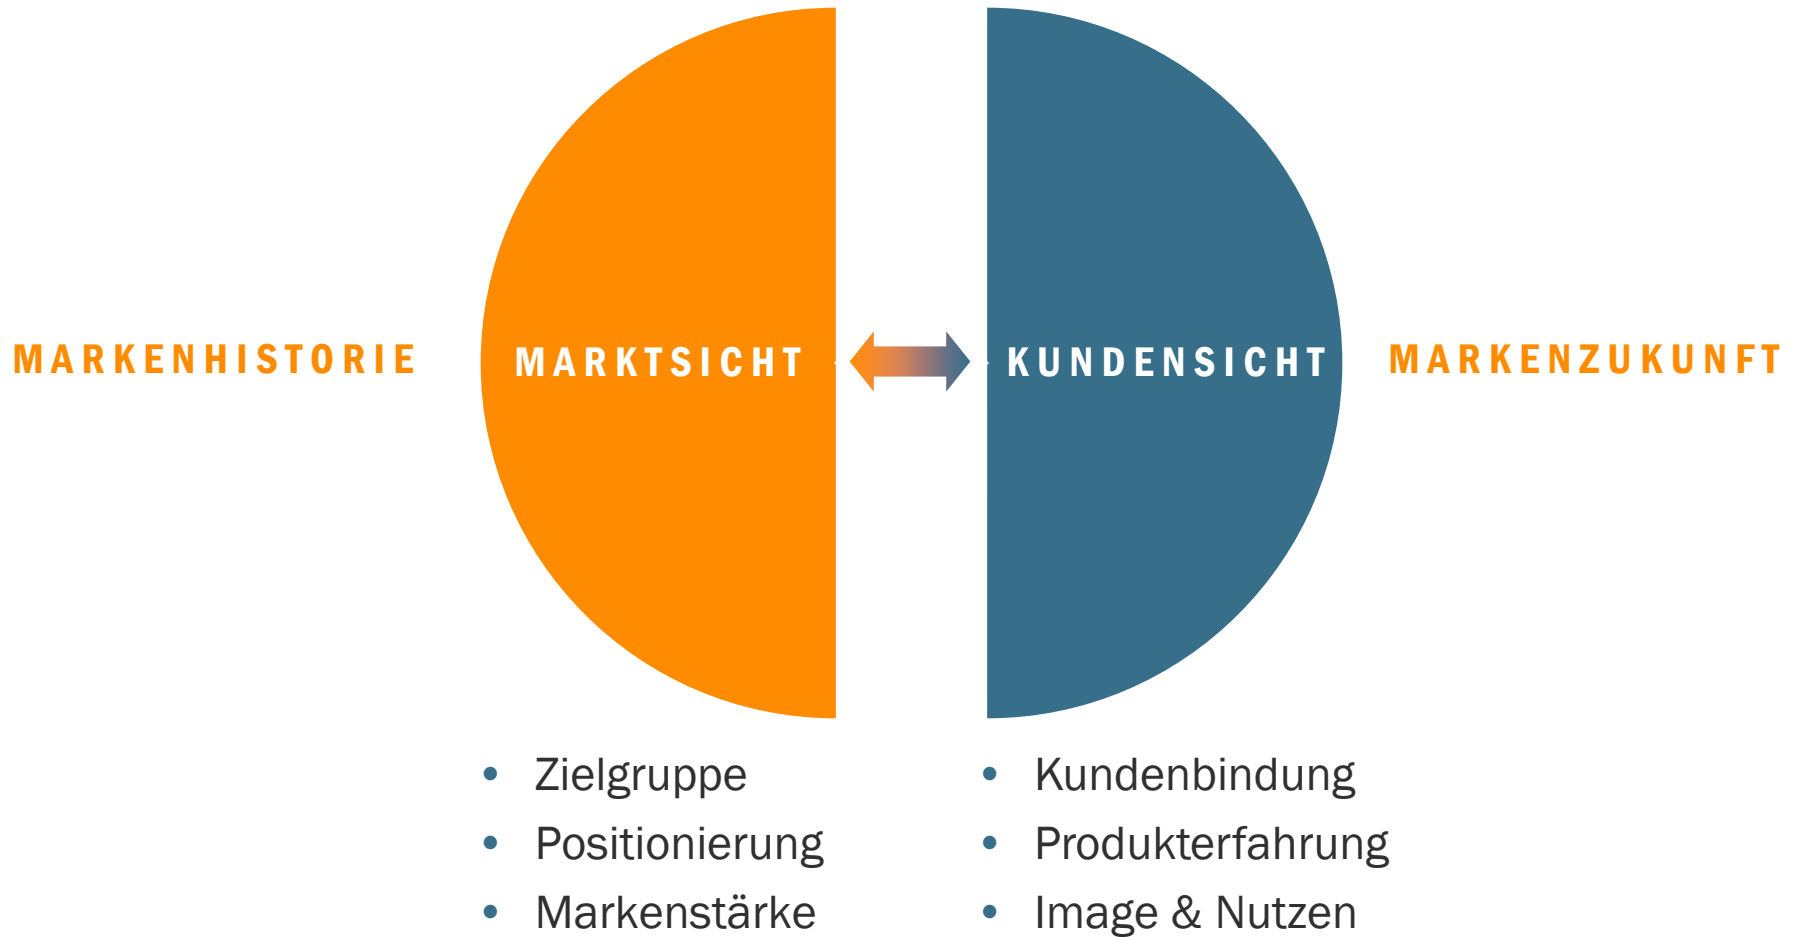 MARKENHISTORIE
MARKTSICHT
KUNDENSICHT
MARKENZUKUNFT
• Zielgruppe
• Positionierung
• Markenstärke
• Kundenbindung
• Produkterfahrung
• Image & Nutzen